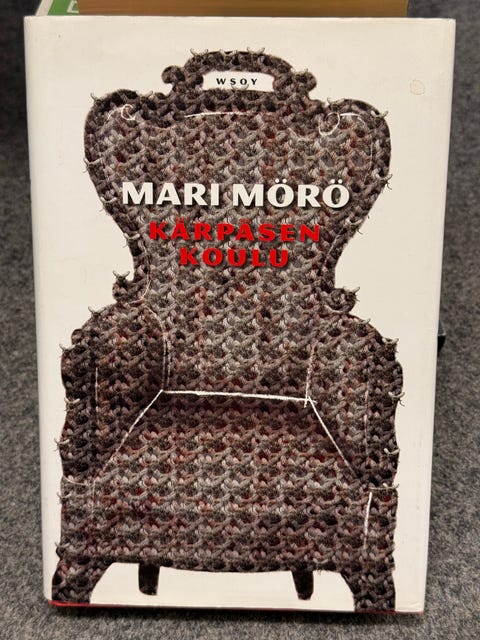 WSOY
MARI MÖRÖ
KÄRPÄSEN
KOULU